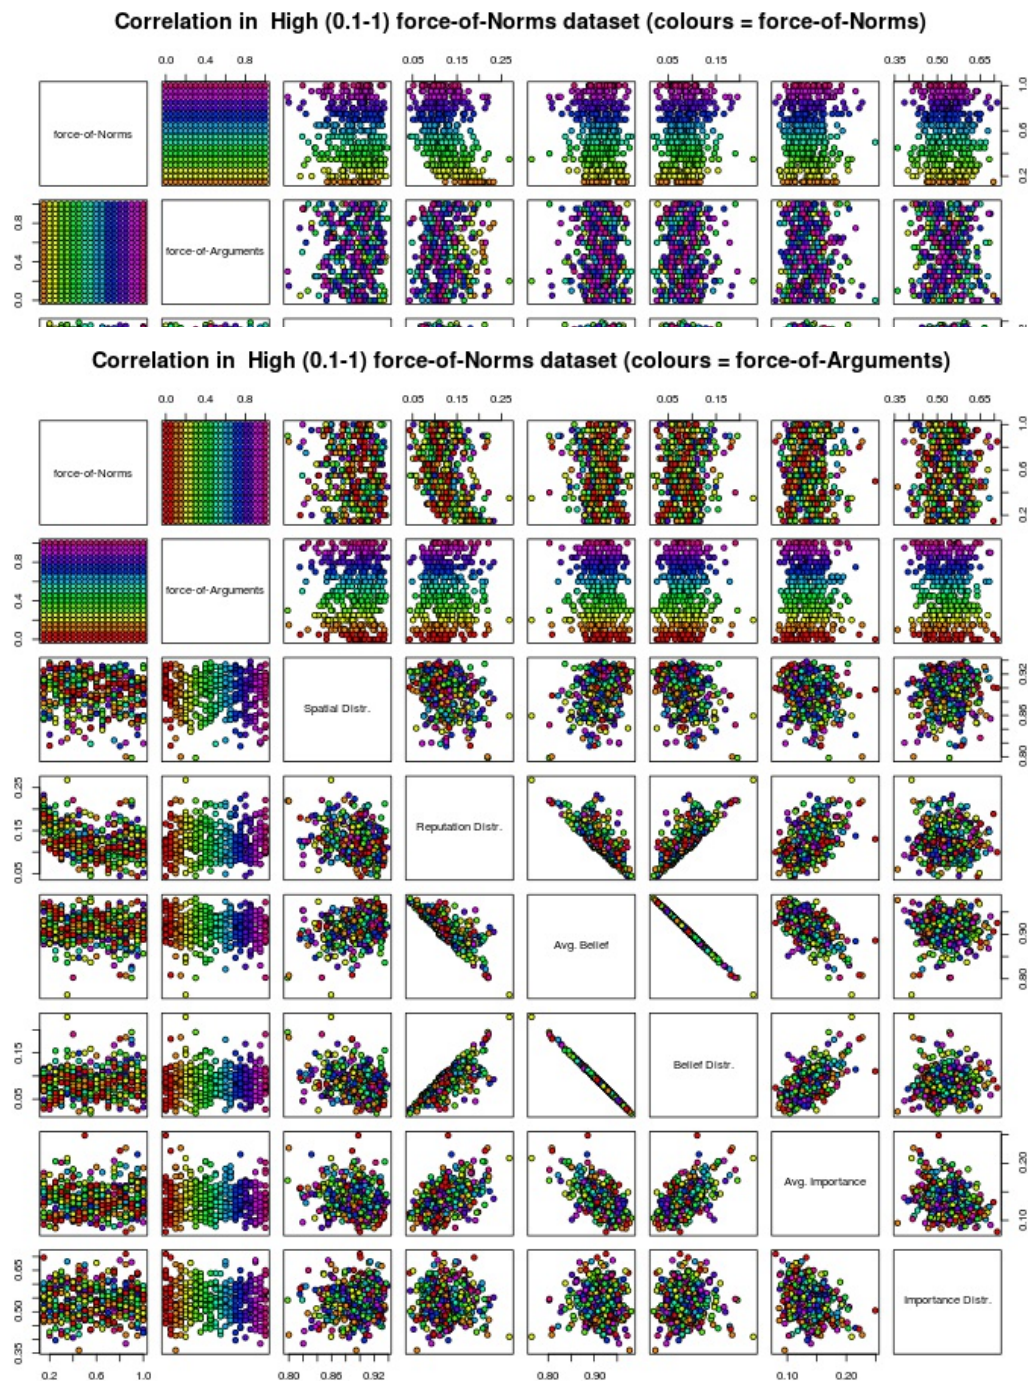 Correlation in High (0.1-1) force-of-Norms dataset (colours = force-of-Norms)
0.0 0.4 0.8 0.05 0.15 0.25 0.05 0.15 0.35 0.50 0.65
force-of-Norms
0.2 0.6 1.0
force-of-Arguments
0.0 0.4 0.8
Correlation in High (0.1-1) force-of-Norms dataset (colours = force-of-Arguments)
0.0 0.4 0.8 0.05 0.15 0.25 0.05 0.15 0.35 0.50 0.65
force-of-Norms
0.2 0.6 1.0
force-of-Arguments
0.0 0.4 0.8
Spatial Distr.
0.80 0.86 0.92
Reputation Distr.
0.05 0.15 0.25
Avg. Belief
0.80 0.90
Belief Distr.
0.05 0.15
Avg. Importance
0.10 0.20
Importance Distr.
0.35 0.50 0.65
0.2 0.6 1.0 0.80 0.86 0.92 0.80 0.90 0.10 0.20